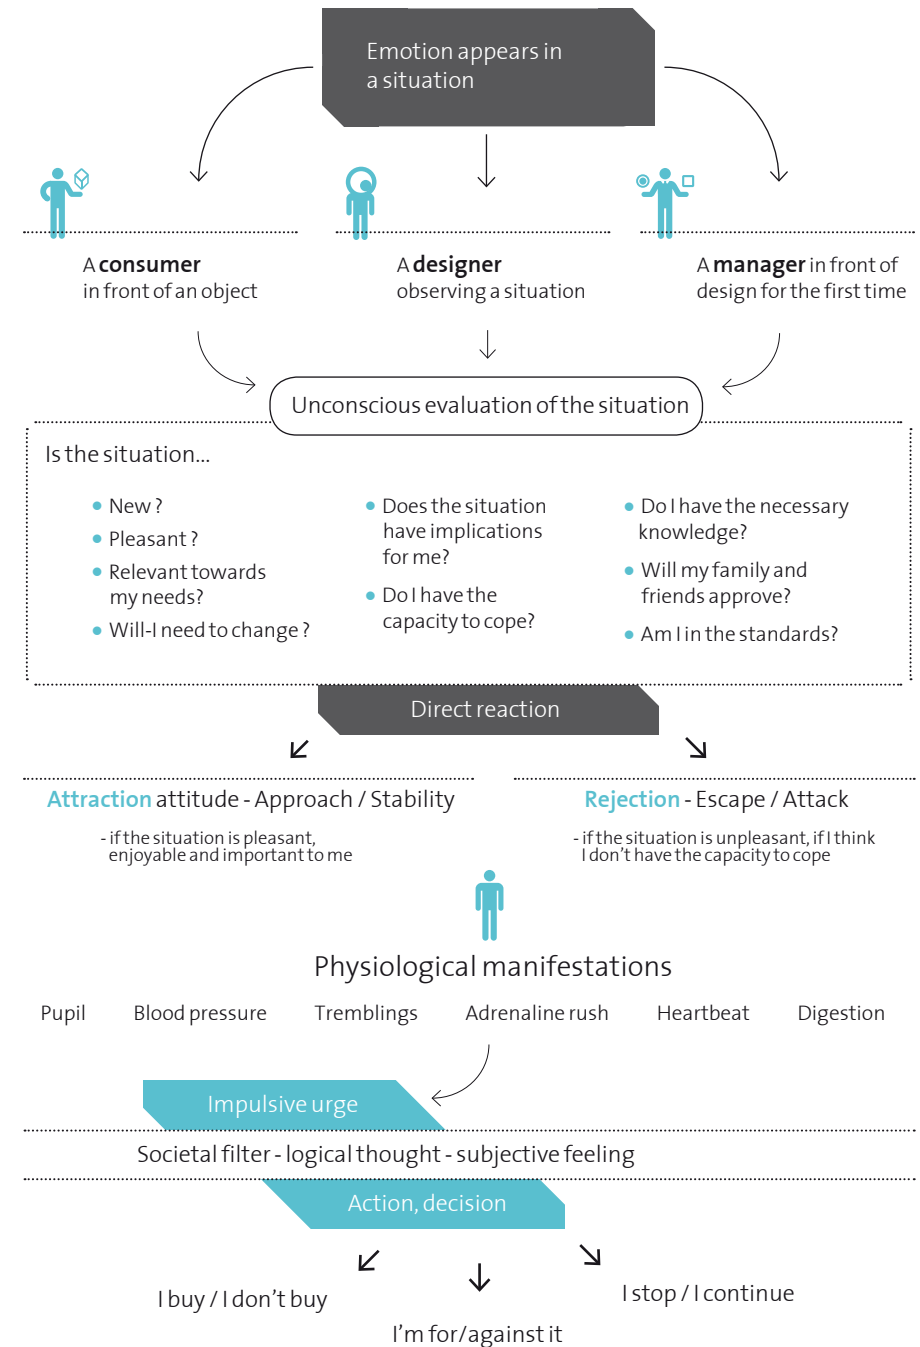 Emotion appears in
a situation
A consumer
in front of an object
A designer
observing a situation
A manager in front of
design for the first time
Unconscious evaluation of the situation
Is the situation...
• New ?
• Pleasant ?
• Relevant towards
my needs?
• Will-I need to change ?
• Does the situation
have implications
for me?
• Do I have the
capacity to cope?
• Do I have the necessary
knowledge?
• Will my family and
friends approve?
• Am I in the standards?
Direct reaction
Attraction attitude - Approach / Stability
- if the situation is pleasant,
enjoyable and important to me
Rejection - Escape / Attack
- if the situation is unpleasant, if I think
I don't have the capacity to cope
Physiological manifestations
Pupil Blood pressure Tremblings Adrenaline rush Heartbeat Digestion
Impulsive urge
Societal filter - logical thought - subjective feeling
Action, decision
I buy / I don't buy
I'm for/against it
I stop / I continue